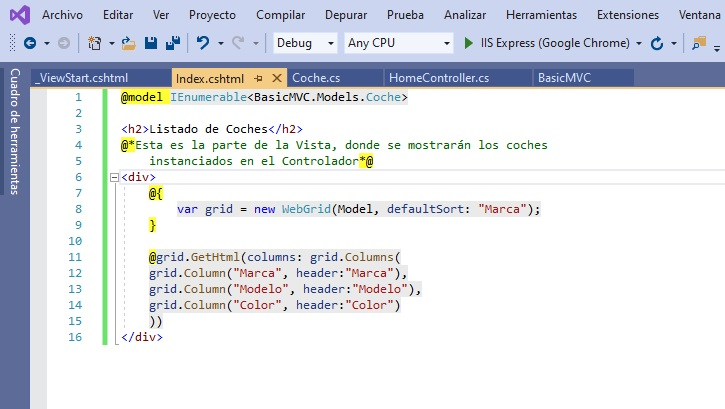 Archivo Editar Ver Proyecto Compilar Depurar Prueba Analizar Herramientas Extensiones Ventana
Debug Any CPU IIS Express (Google Chrome)
Cuadro de herramientas
_ViewStart.cshtml Index.cshtml Coche.cs HomeController.cs BasicMVC
1 @model IEnumerable<BasicMVC.Models.Coche>
2
3 <h2>Listado de Coches</h2>
4 @*Esta es la parte de la Vista, donde se mostrarán los coches
5 instanciados en el Controlador*@
6 <div>
7 @{
8 var grid = new WebGrid(Model, defaultSort: "Marca");
9 }
10
11 @grid.GetHtml(columns: grid.Columns(
12 grid.Column("Marca", header:"Marca"),
13 grid.Column("Modelo", header:"Modelo"),
14 grid.Column("Color", header:"Color")
15 ))
16 </div>